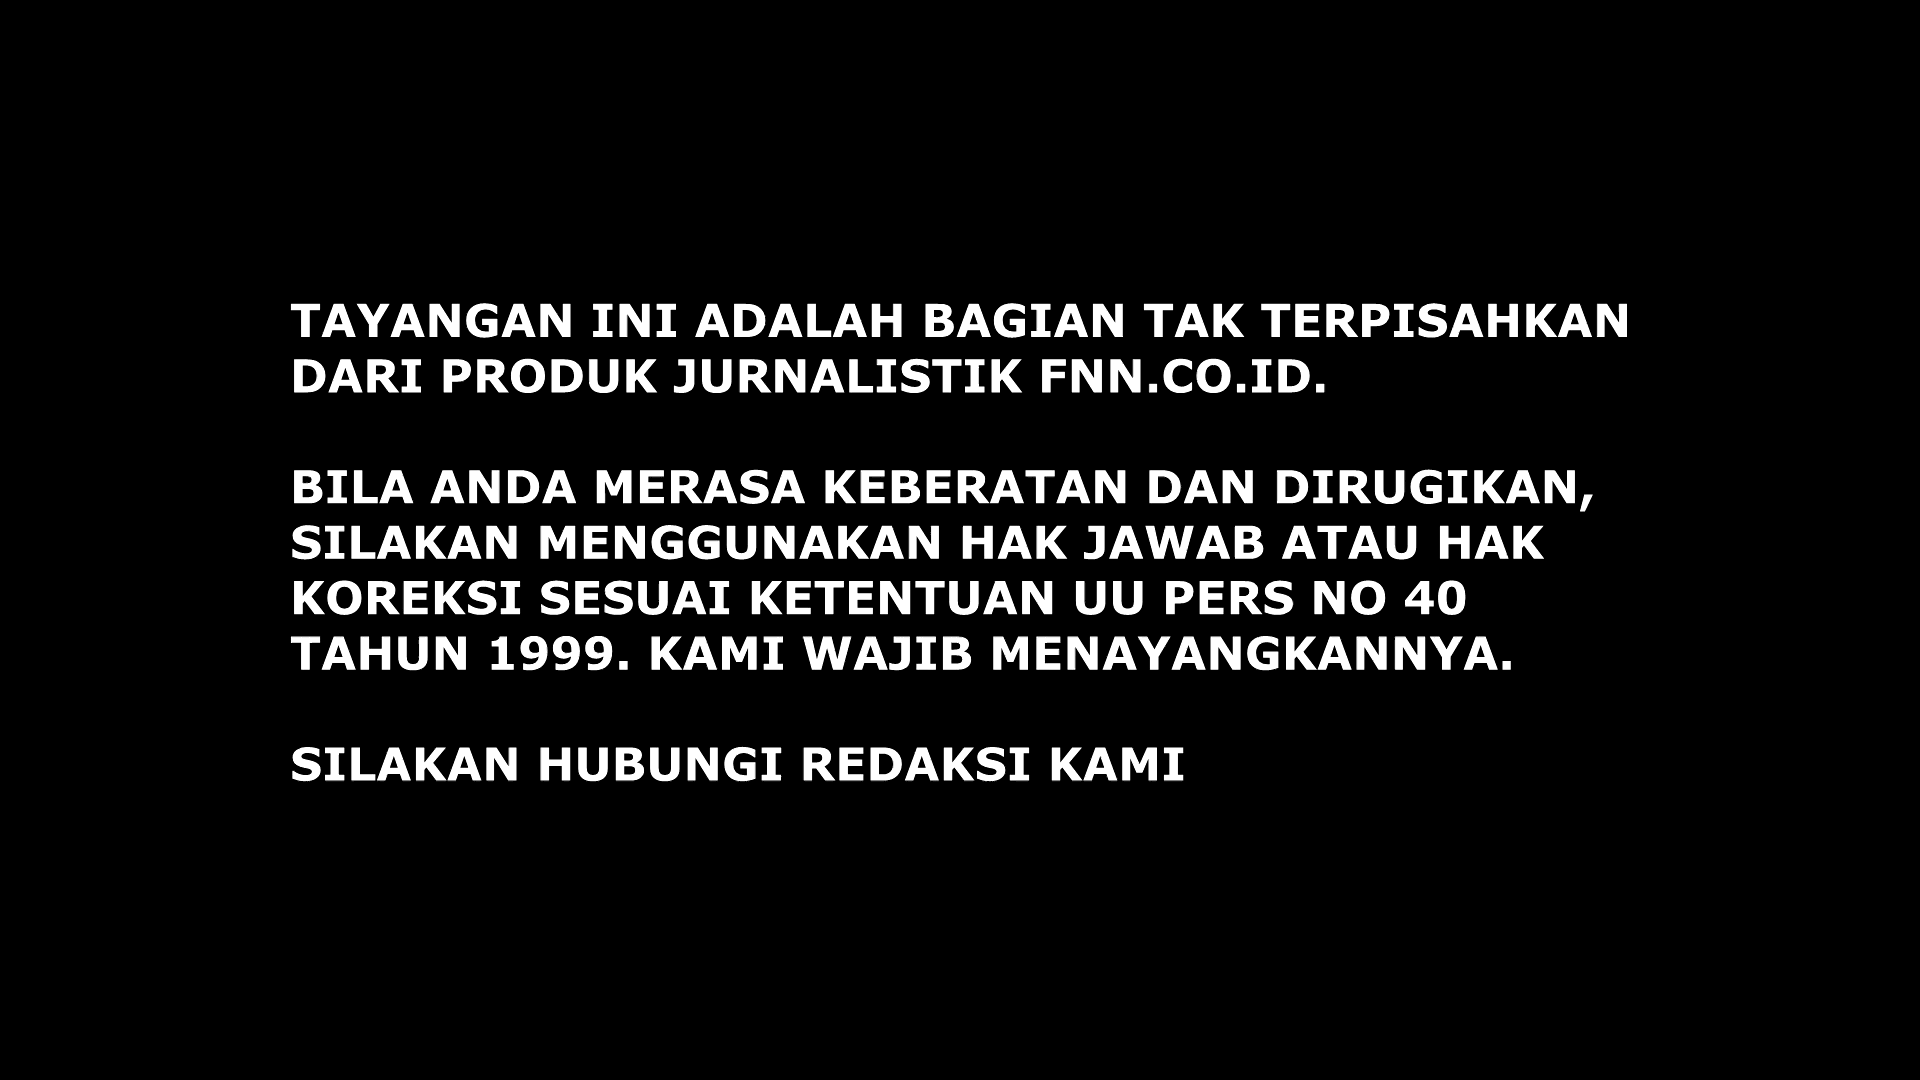 TAYANGAN INI ADALAH BAGIAN TAK TERPISAHKAN
DARI PRODUK JURNALISTIK FNN.CO.ID.
BILA ANDA MERASA KEBERATAN DAN DIRUGIKAN,
SILAKAN MENGGUNAKAN HAK JAWAB ATAU HAK
KOREKSI SESUAI KETENTUAN UU PERS NO 40
TAHUN 1999. KAMI WAJIB MENAYANGKANNYA.
SILAKAN HUBUNGI REDAKSI KAMI